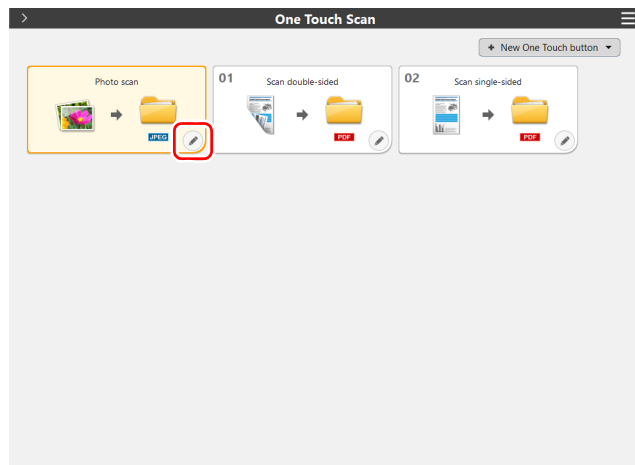 One Touch Scan
+ New One Touch button
Photo scan
JPEG
01 Scan double-sided
PDF
02 Scan single-sided
PDF